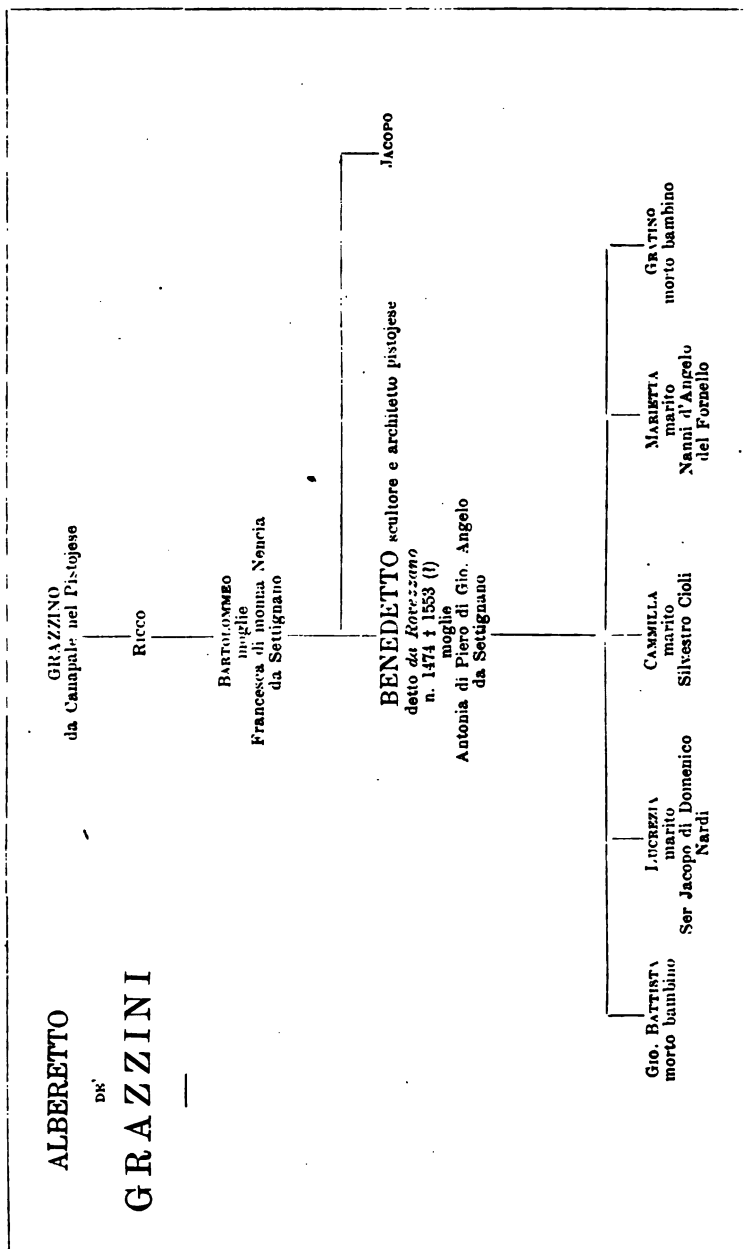 ALBERETTO
DE'
GRAZZINI
GRAZZINO
da Canapale nel Pistojese
RICCO
BARTOLOMMEO
moglie
Francesca di monna Nencia
da Settignano
BENEDETTO scultore e architetto pistojese
detto da Rovezzano
n. 1474 † 1553 (?)
moglie
Antonia di Piero di Gio. Angelo
da Settignano
JACOPO
GIO. BATTISTA
morto bambino
LUCREZIA
marito
Ser Jacopo di Domenico
Nardi
CAMMILLA
marito
Silvestro Cioli
MARIETTA
marito
Nanni d'Angelo
del Fornello
GRATINO
morto bambino